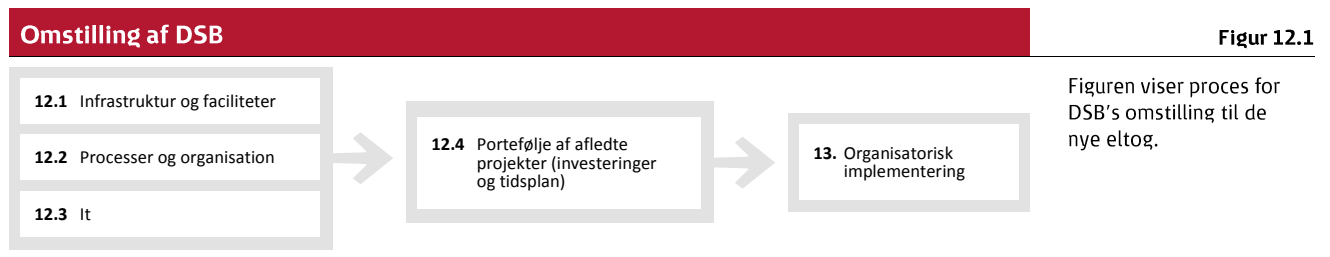 Omstilling af DSB
Figur 12.1
12.1 Infrastruktur og faciliteter
12.2 Processer og organisation
12.3 It
12.4 Portefølje af afledte
projekter (investeringer
og tidsplan)
13. Organisatorisk
implementering
Figuren viser proces for
DSB's omstilling til de
nye eltog.